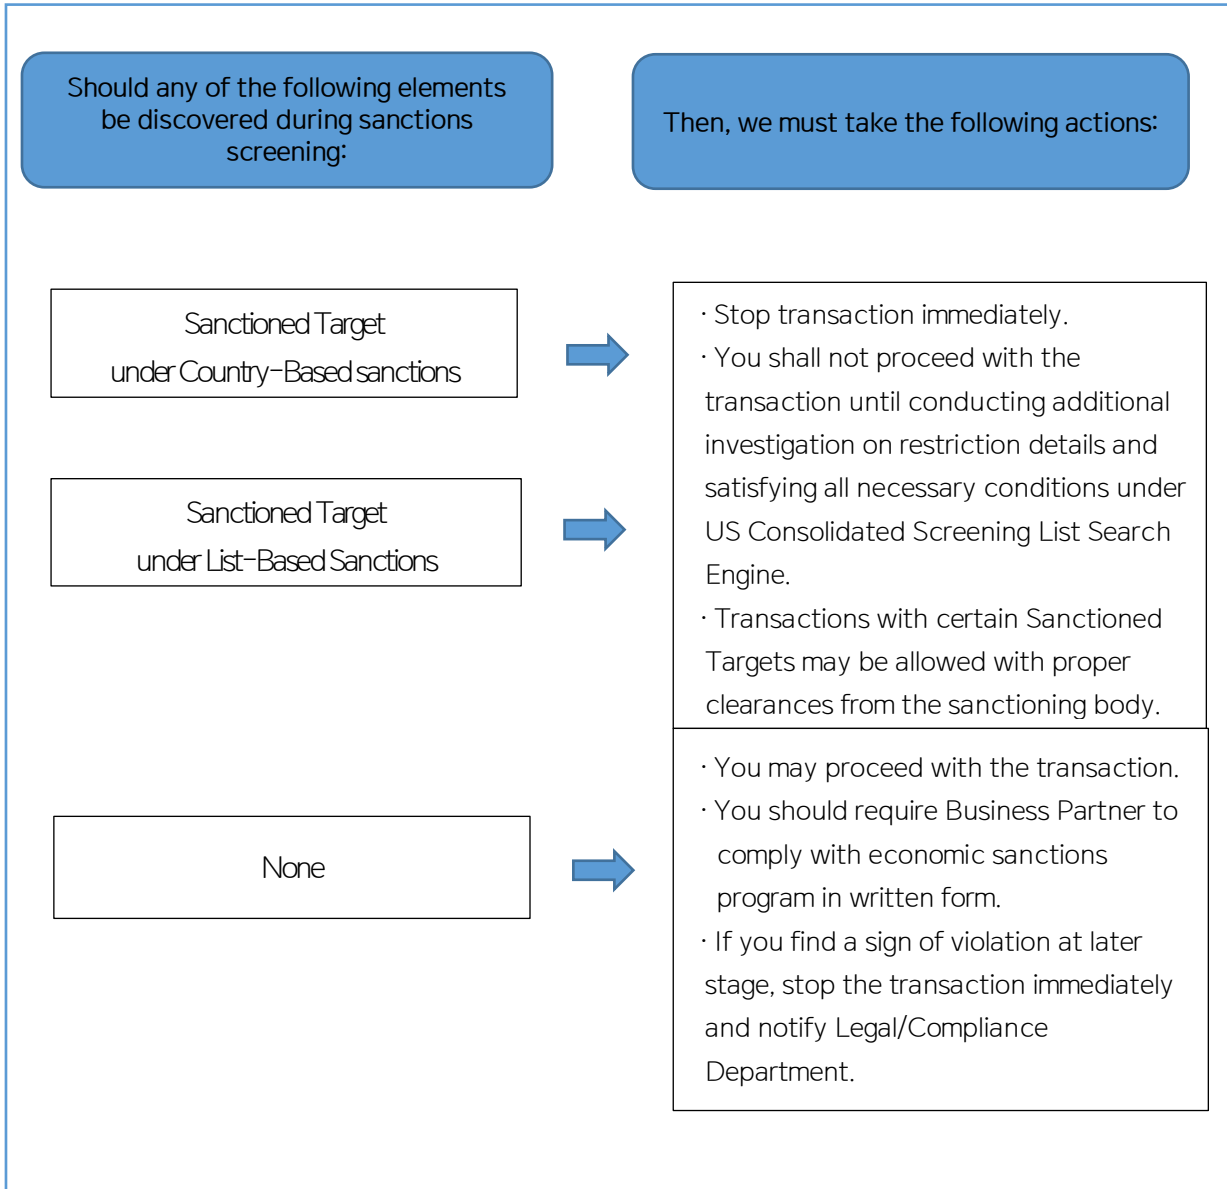 Should any of the following elements
be discovered during sanctions
screening:
Then, we must take the following actions:
Sanctioned Target
under Country-Based sanctions
Sanctioned Target
under List-Based Sanctions
· Stop transaction immediately.
· You shall not proceed with the
transaction until conducting additional
investigation on restriction details and
satisfying all necessary conditions under
US Consolidated Screening List Search
Engine.
· Transactions with certain Sanctioned
Targets may be allowed with proper
clearances from the sanctioning body.
None
· You may proceed with the transaction.
· You should require Business Partner to
comply with economic sanctions
program in written form.
· If you find a sign of violation at later
stage, stop the transaction immediately
and notify Legal/Compliance
Department.